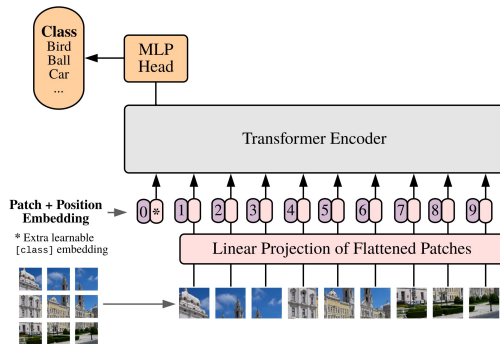 Class
Bird
Ball
Car
...
MLP
Head
Transformer Encoder
Patch + Position
Embedding
0 * 1 2 3 4 5 6 7 8 9
* Extra learnable
[class] embedding
Linear Projection of Flattened Patches